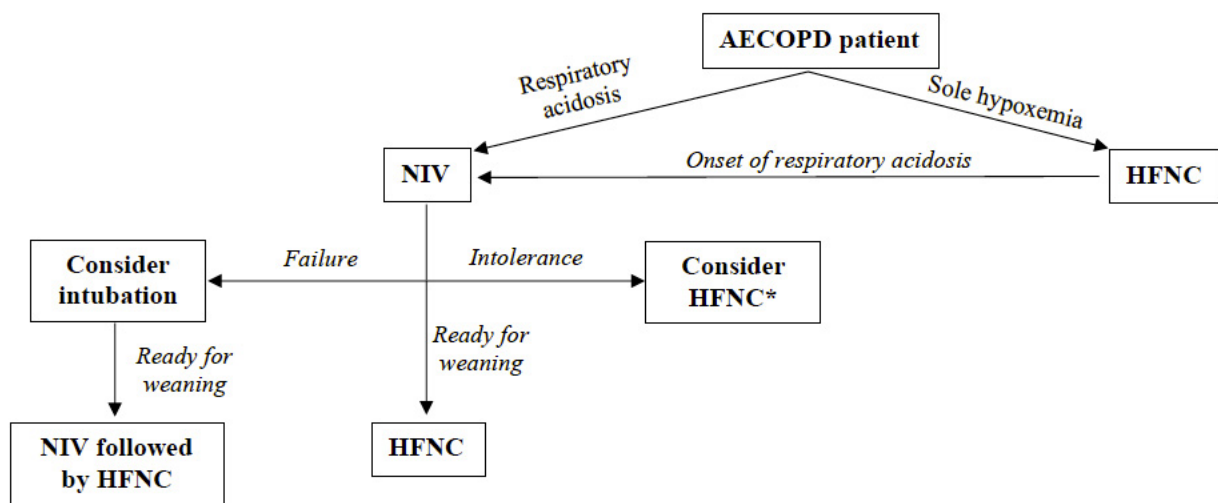 AECOPD patient
Respiratory
acidosis
Sole hypoxemia
NIV
Onset of respiratory acidosis
HFNC
Consider
intubation
Failure
Intolerance
Consider
HFNC*
Ready for
weaning
Ready for
weaning
NIV followed
by HFNC
HFNC